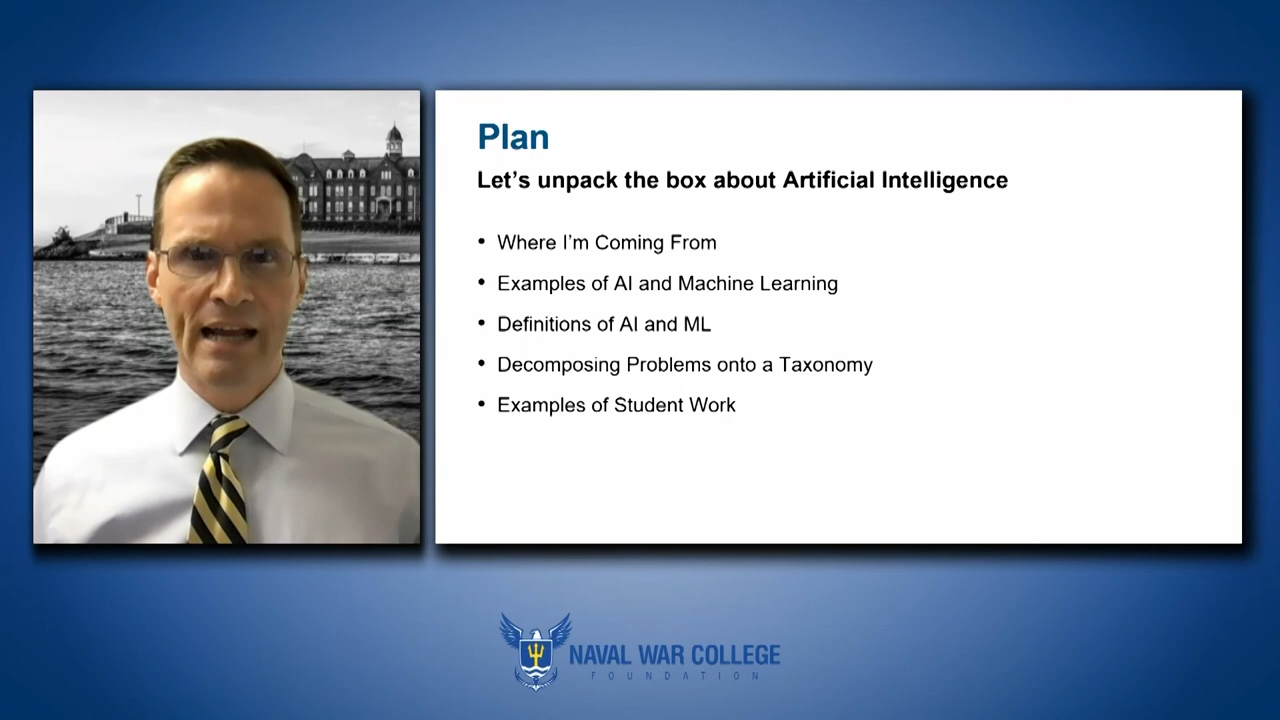 Plan
Let’s unpack the box about Artificial Intelligence
• Where I’m Coming From
• Examples of AI and Machine Learning
• Definitions of AI and ML
• Decomposing Problems onto a Taxonomy
• Examples of Student Work
NAVAL WAR COLLEGE
FOUNDATION